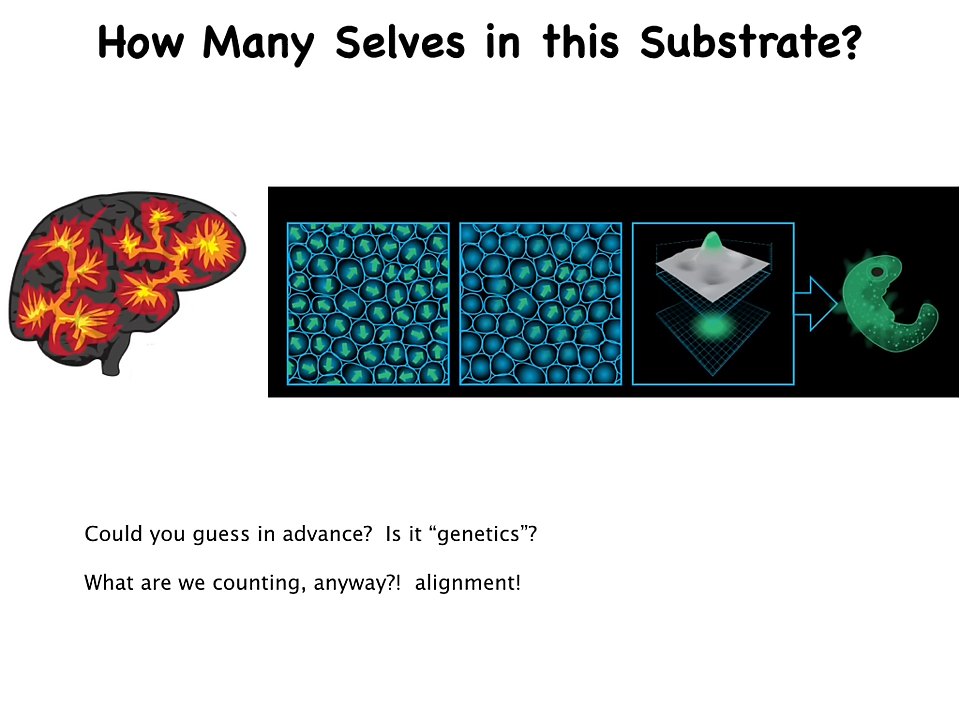 How Many Selves in this Substrate?
Could you guess in advance?  Is it “genetics”?
What are we counting, anyway?!  alignment!